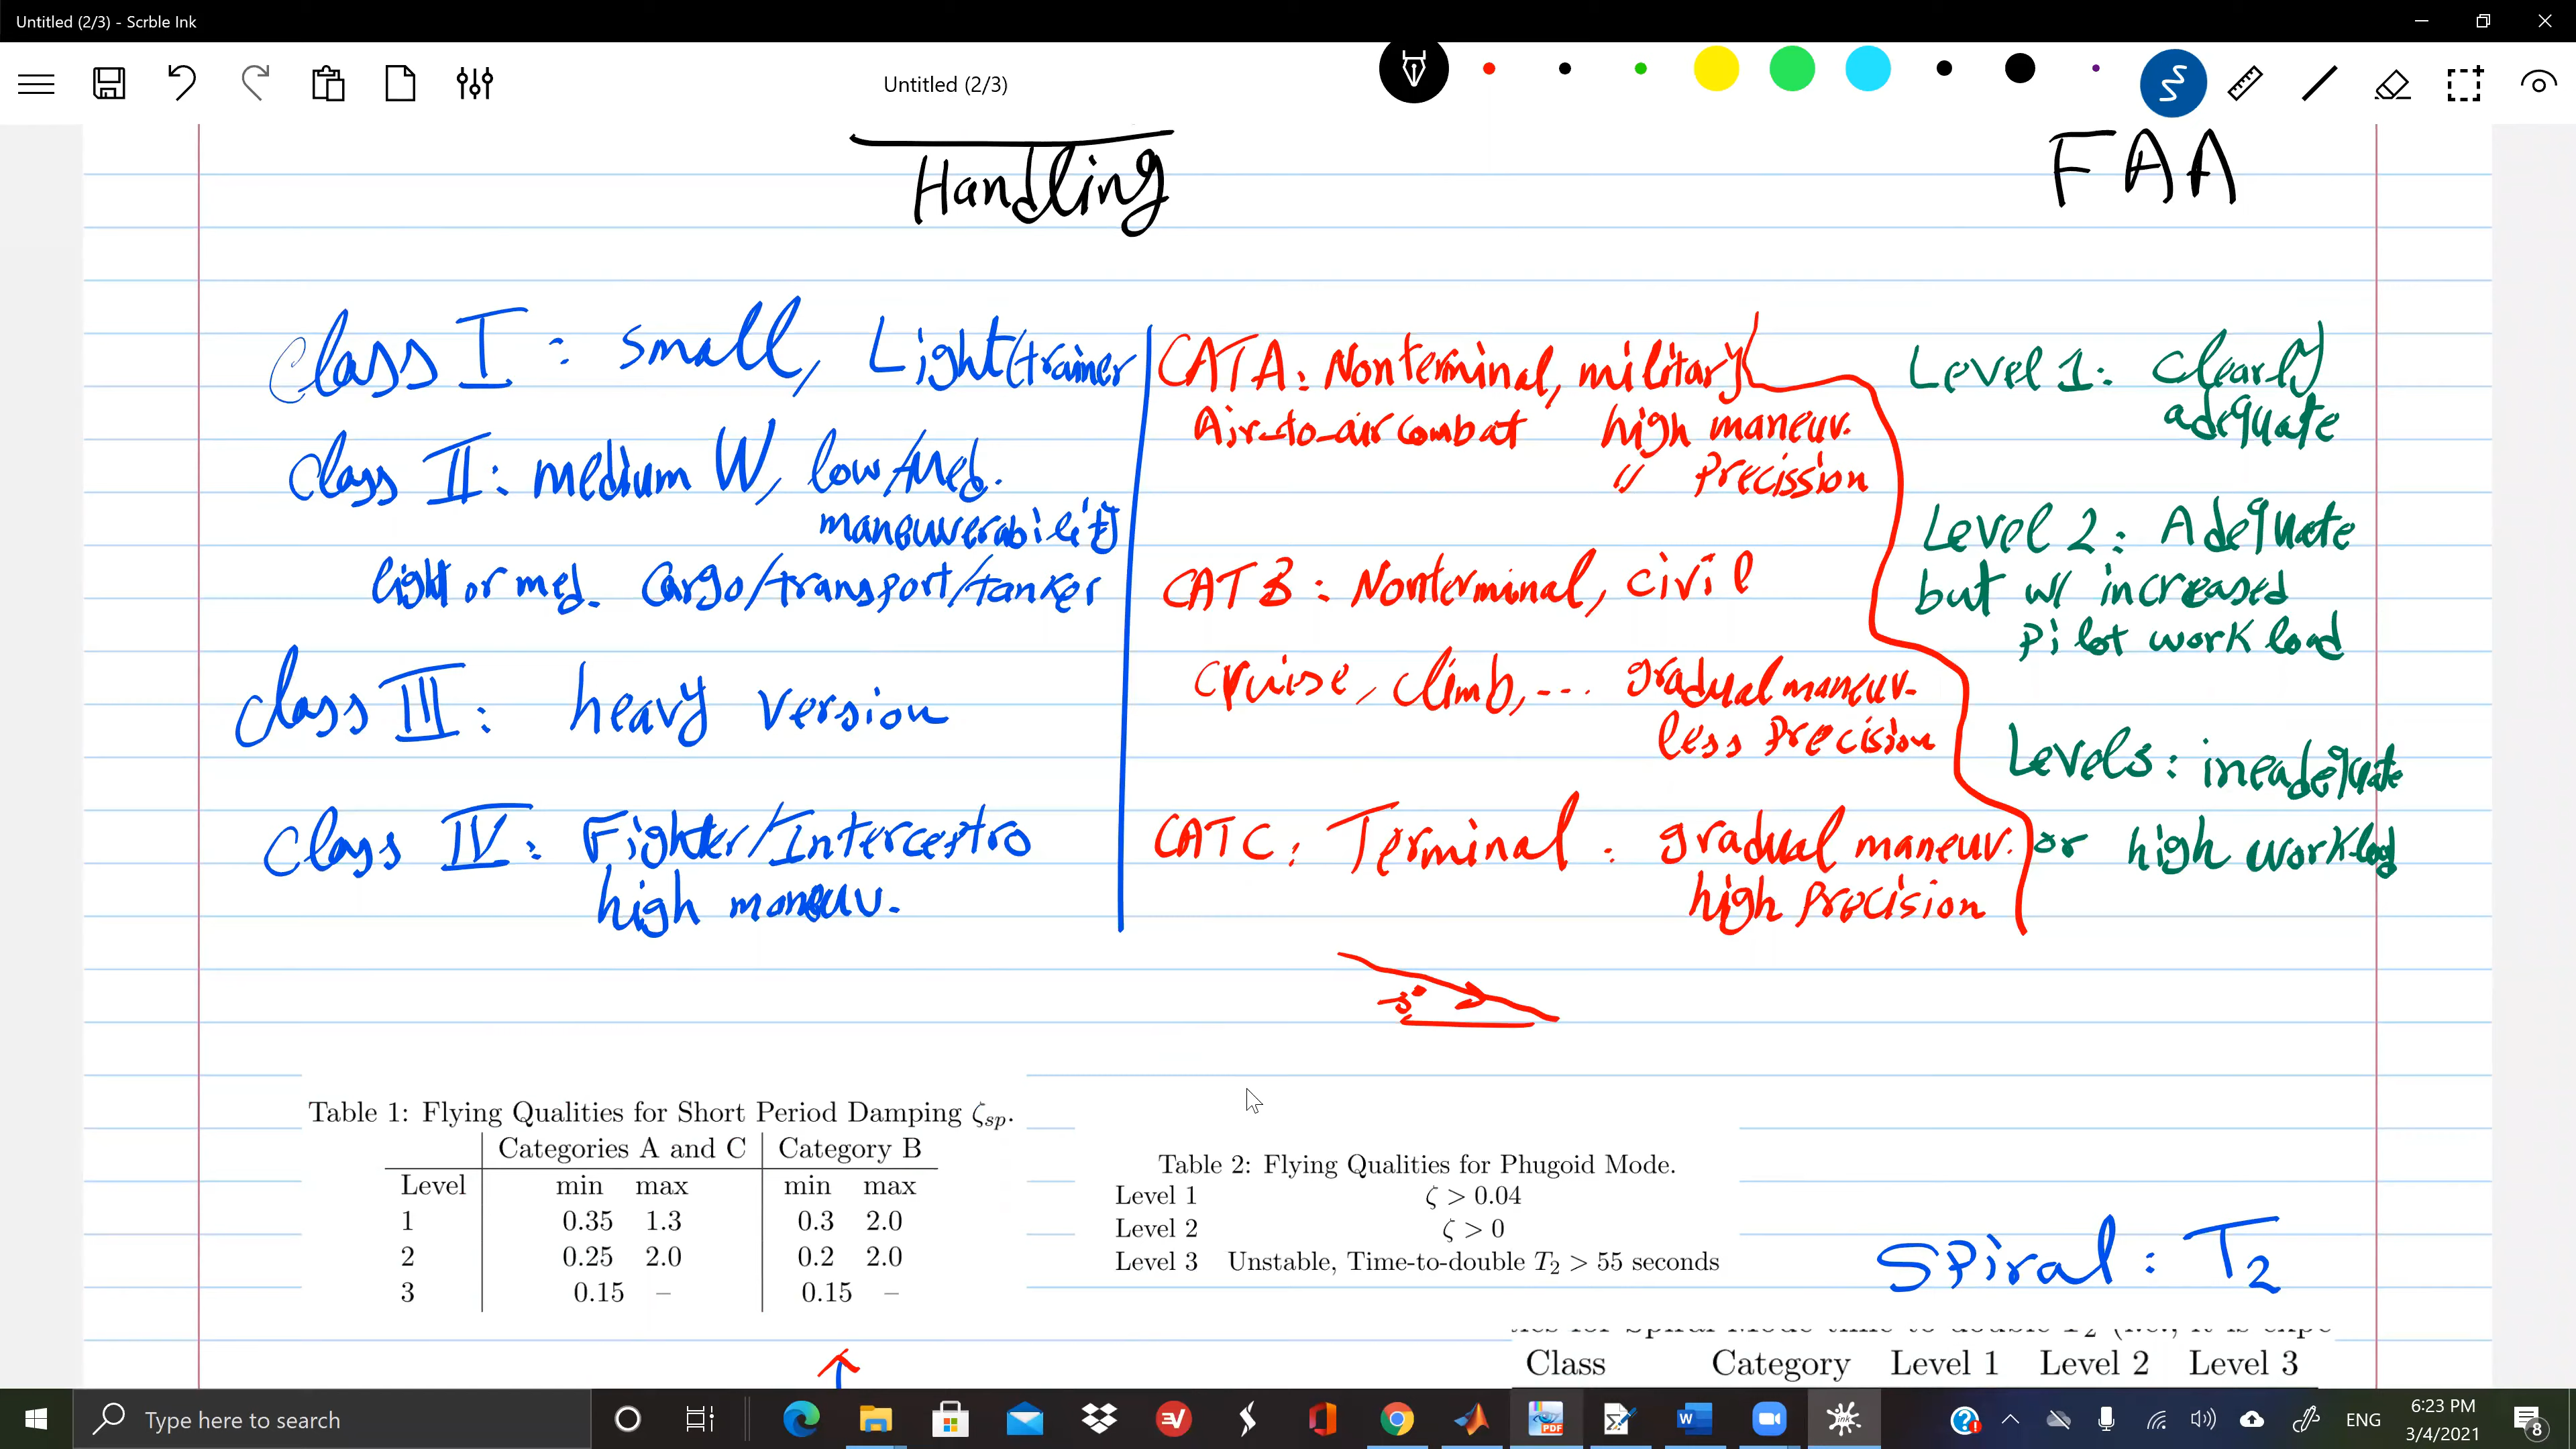 Untitled (2/3) - Scrble Ink
Untitled (2/3)
Handling
FAA
Class I : small, Light (trainer
Class II : medium W, low/Med.
maneuverability
light or med. Cargo/transport/tanker
Class III : heavy version
Class IV : Fighter/Interceptro
high maneuv.
CAT A : Nonterminal, military
Air-to-air combat high maneuv.
" Precission
CAT B : Nonterminal, civil
cruise, climb, ... gradual maneuv.
less Precision
CAT C : Terminal : gradual maneuv.
high Precision
-3°
Level 1 : Clearly
adequate
Level 2 : Adequate
but w/ increased
Pilot work load
Level 3 : ineadequate
or high workload
Table 1: Flying Qualities for Short Period Damping ζsp.
Categories A and C Category B
Level min max min max
1 0.35 1.3 0.3 2.0
2 0.25 2.0 0.2 2.0
3 0.15 – 0.15 –
Table 2: Flying Qualities for Phugoid Mode.
Level 1 ζ > 0.04
Level 2 ζ > 0
Level 3 Unstable, Time-to-double T2 > 55 seconds
Spiral : T2
Class Category Level 1 Level 2 Level 3
Type here to search
ENG
6:23 PM
3/4/2021
8